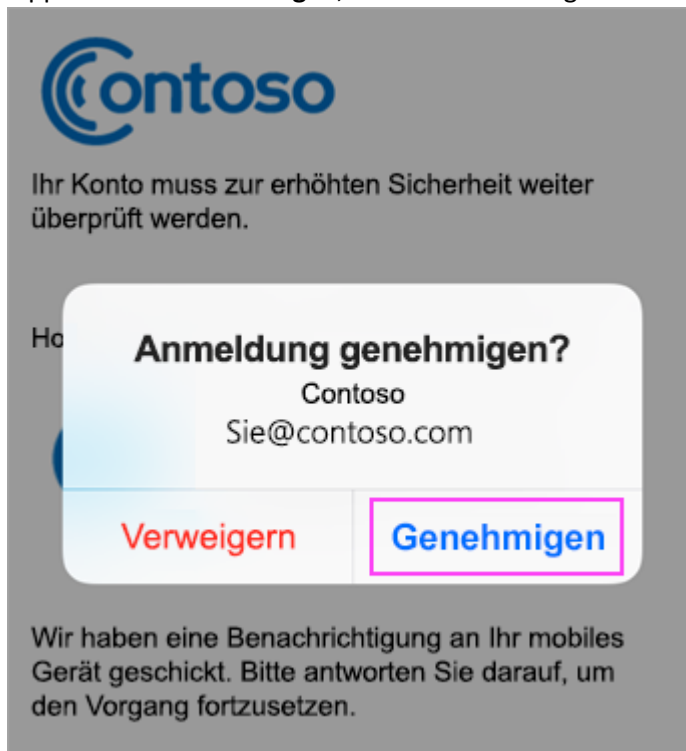 Contoso
Ihr Konto muss zur erhöhten Sicherheit weiter
überprüft werden.
Anmeldung genehmigen?
Contoso
Sie@contoso.com
Verweigern
Genehmigen
Wir haben eine Benachrichtigung an Ihr mobiles
Gerät geschickt. Bitte antworten Sie darauf, um
den Vorgang fortzusetzen.